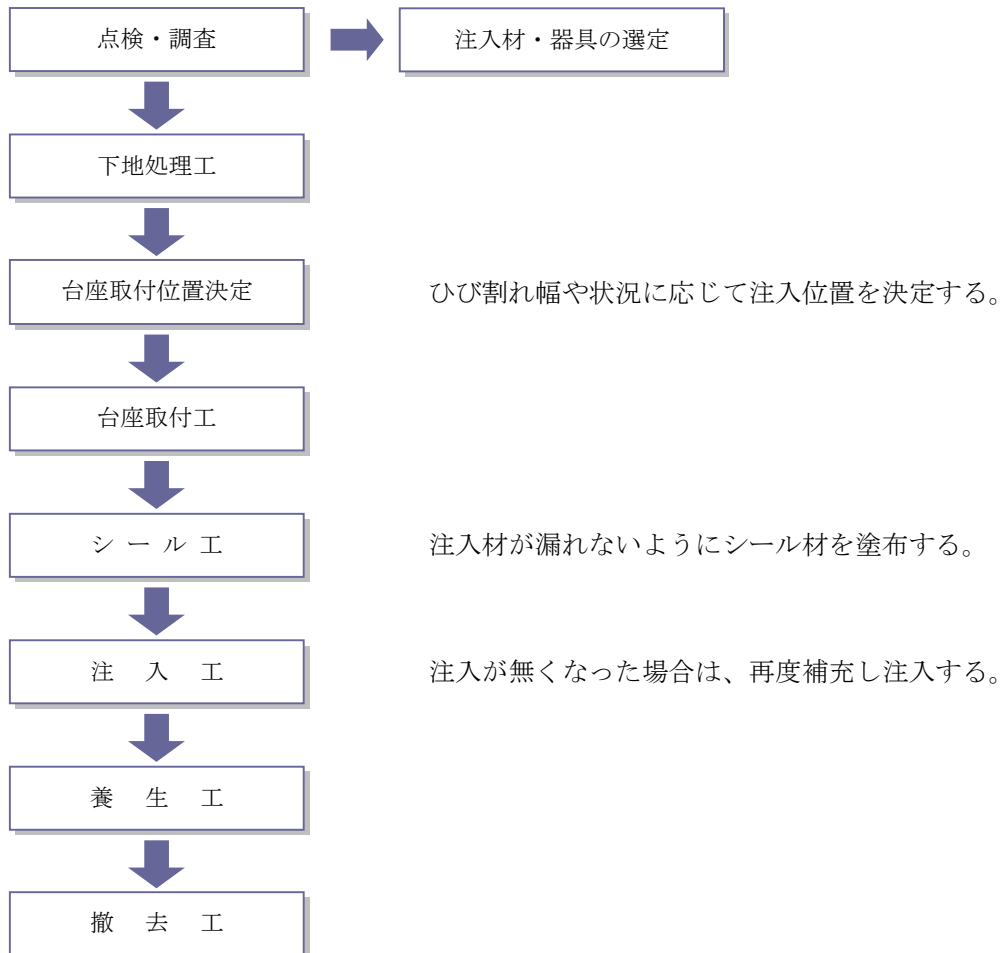 点検・調査
注入材・器具の選定
下地処理工
台座取付位置決定
ひび割れ幅や状況に応じて注入位置を決定する。
台座取付工
シ ー ル 工
注入材が漏れないようにシール材を塗布する。
注 入 工
注入が無くなった場合は、再度補充し注入する。
養 生 工
撤 去 工